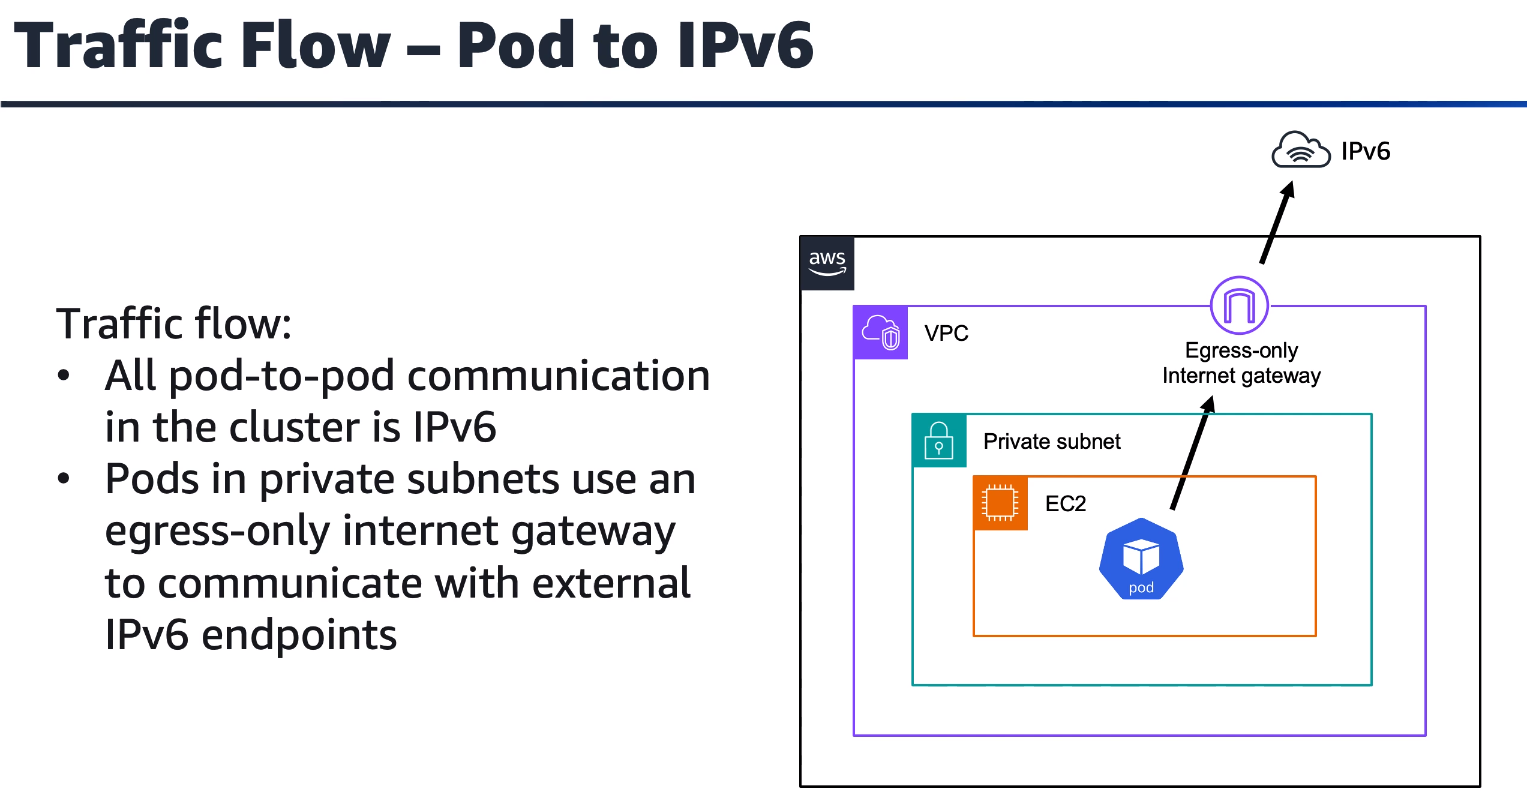 Traffic Flow – Pod to IPv6
Traffic flow:
• All pod-to-pod communication
in the cluster is IPv6
• Pods in private subnets use an
egress-only internet gateway
to communicate with external
IPv6 endpoints
IPv6
aws
VPC
Egress-only
Internet gateway
Private subnet
EC2
pod